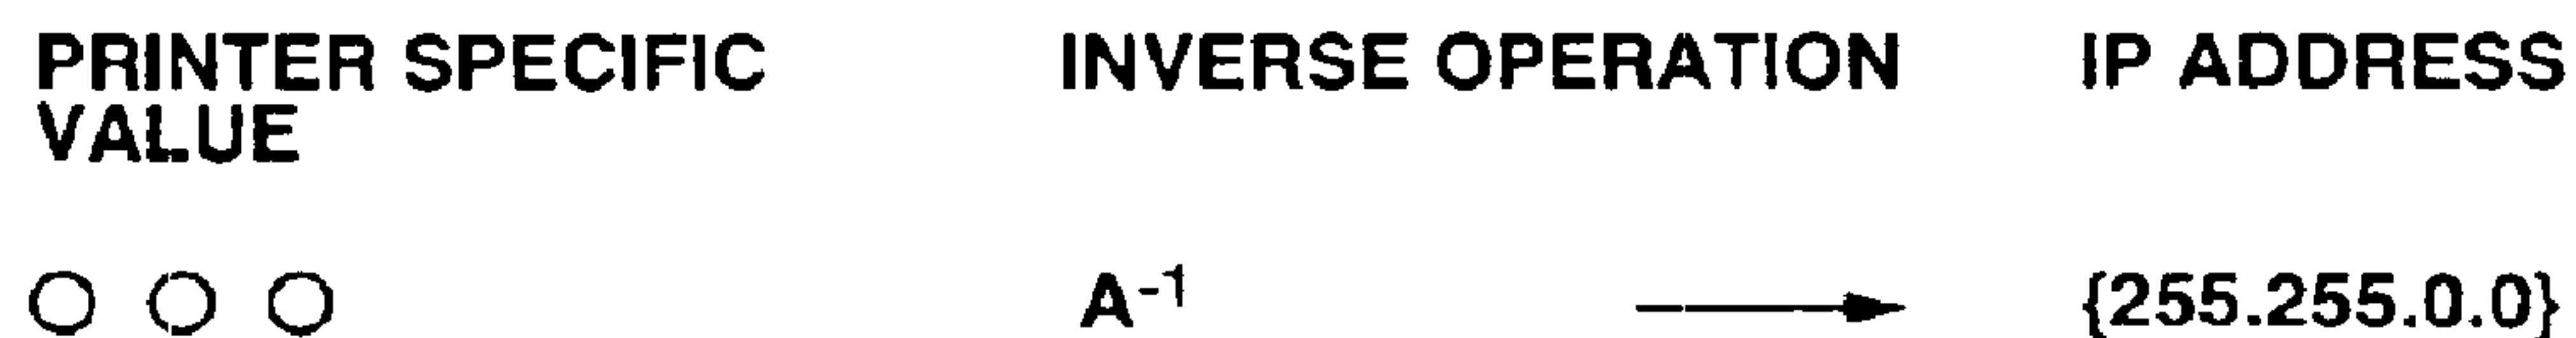 PRINTER SPECIFIC INVERSE OPERATION IP ADDRESS
VALUE
○ ○ ○ A⁻¹ → {255.255.0.0}